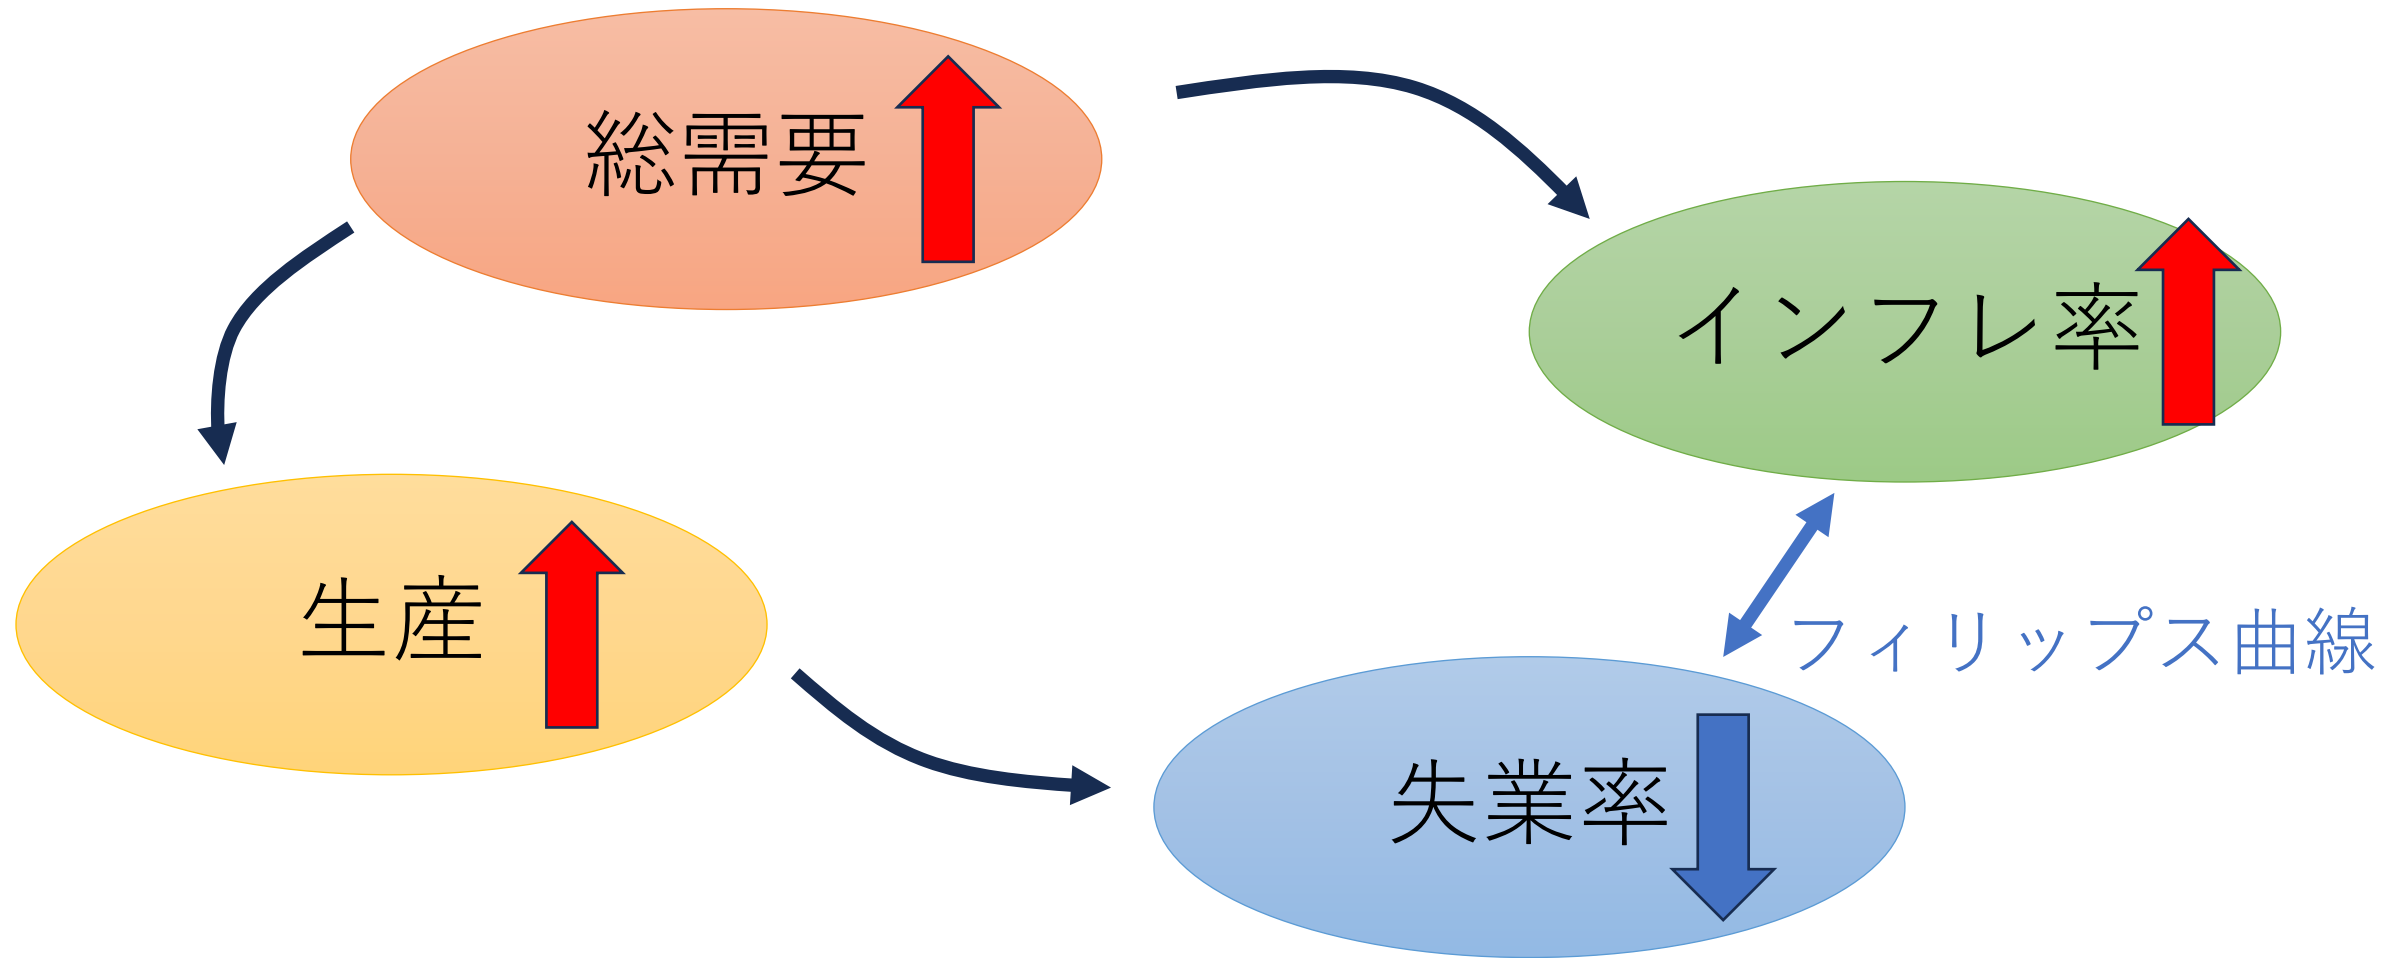 総需要
インフレ率
生産
フィリップス曲線
失業率